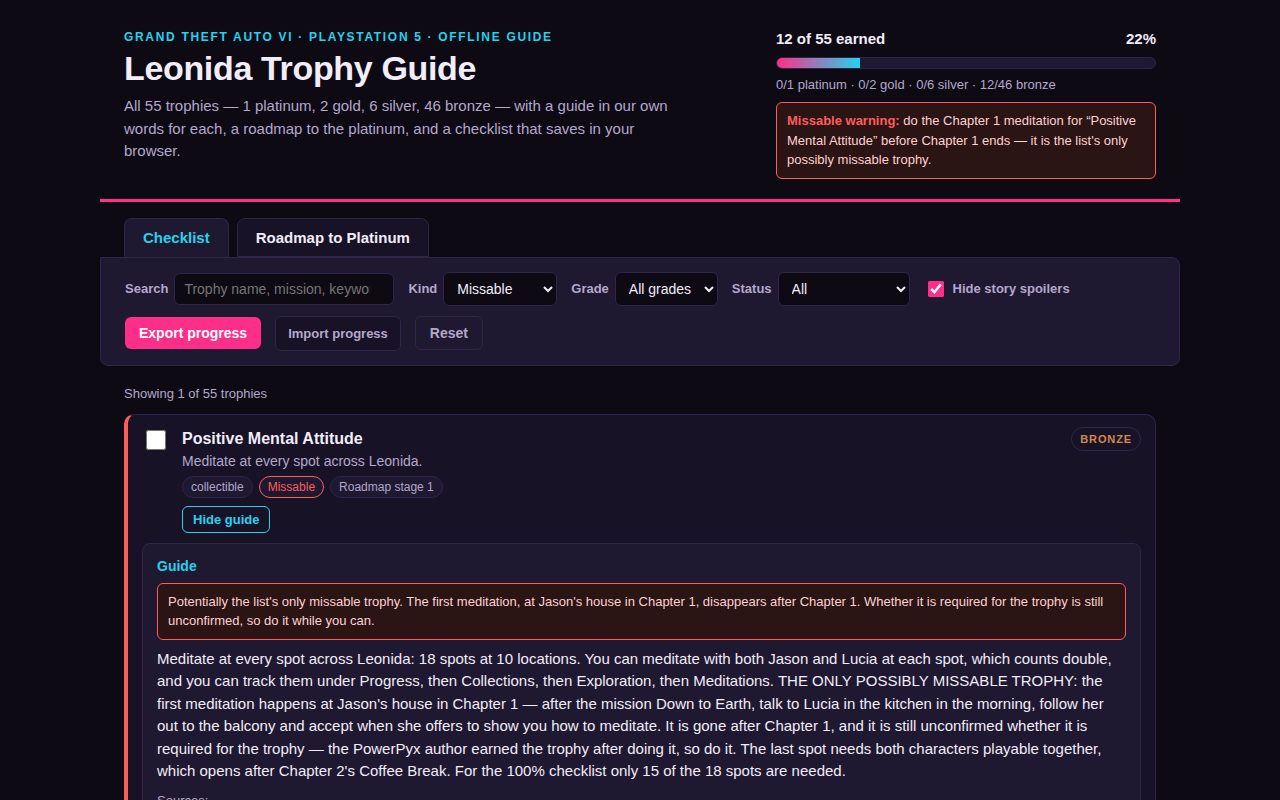 GRAND THEFT AUTO VI · PLAYSTATION 5 · OFFLINE GUIDE
Leonida Trophy Guide
All 55 trophies — 1 platinum, 2 gold, 6 silver, 46 bronze — with a guide in our own
words for each, a roadmap to the platinum, and a checklist that saves in your
browser.
12 of 55 earned 22%
0/1 platinum · 0/2 gold · 0/6 silver · 12/46 bronze
Missable warning: do the Chapter 1 meditation for “Positive
Mental Attitude” before Chapter 1 ends — it is the list's only
possibly missable trophy.
Checklist Roadmap to Platinum
Search Trophy name, mission, keywo Kind Missable Grade All grades Status All Hide story spoilers
Export progress Import progress Reset
Showing 1 of 55 trophies
Positive Mental Attitude BRONZE
Meditate at every spot across Leonida.
collectible Missable Roadmap stage 1
Hide guide
Guide
Potentially the list's only missable trophy. The first meditation, at Jason's house in Chapter 1, disappears after Chapter 1. Whether it is required for the trophy is still
unconfirmed, so do it while you can.
Meditate at every spot across Leonida: 18 spots at 10 locations. You can meditate with both Jason and Lucia at each spot, which counts double,
and you can track them under Progress, then Collections, then Exploration, then Meditations. THE ONLY POSSIBLY MISSABLE TROPHY: the
first meditation happens at Jason's house in Chapter 1 — after the mission Down to Earth, talk to Lucia in the kitchen in the morning, follow her
out to the balcony and accept when she offers to show you how to meditate. It is gone after Chapter 1, and it is still unconfirmed whether it is
required for the trophy — the PowerPyx author earned the trophy after doing it, so do it. The last spot needs both characters playable together,
which opens after Chapter 2's Coffee Break. For the 100% checklist only 15 of the 18 spots are needed.
Sources: